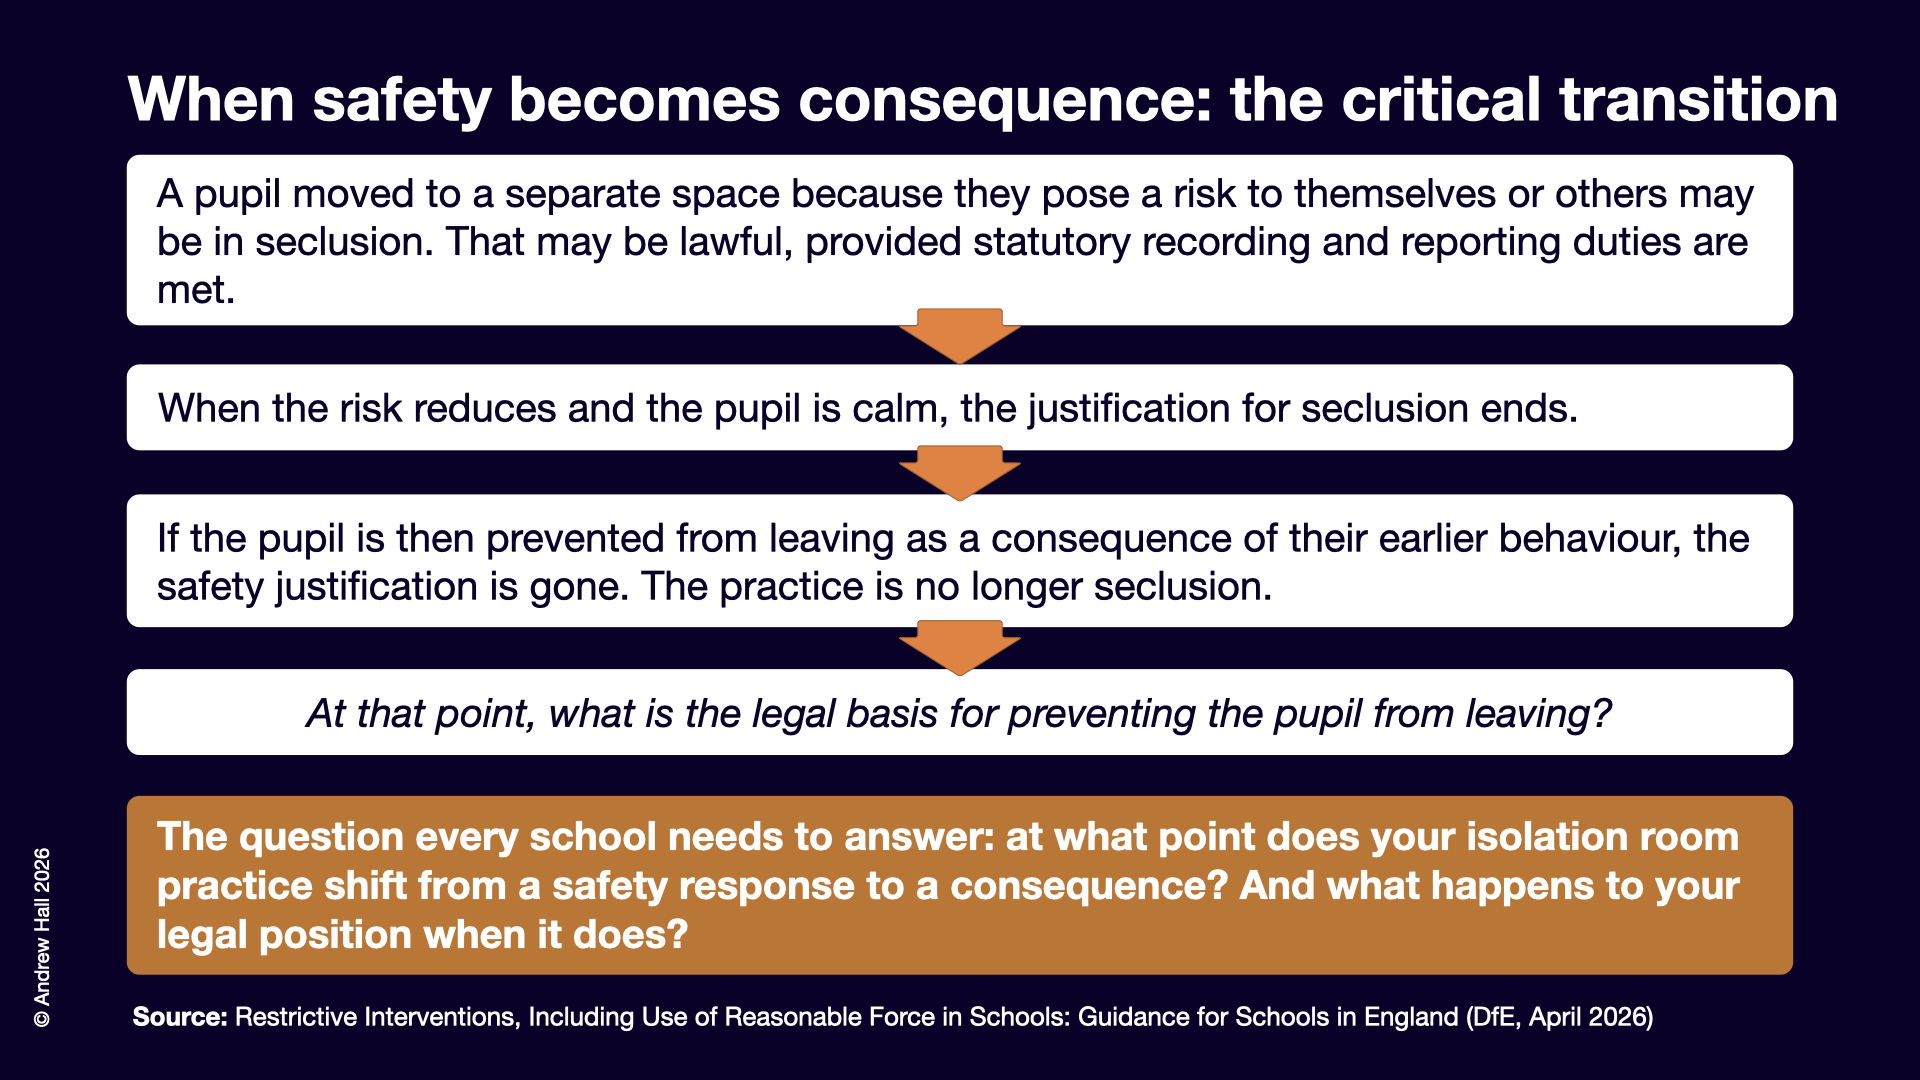 When safety becomes consequence: the critical transition
A pupil moved to a separate space because they pose a risk to themselves or others may
be in seclusion. That may be lawful, provided statutory recording and reporting duties are
met.
When the risk reduces and the pupil is calm, the justification for seclusion ends.
If the pupil is then prevented from leaving as a consequence of their earlier behaviour, the
safety justification is gone. The practice is no longer seclusion.
At that point, what is the legal basis for preventing the pupil from leaving?
The question every school needs to answer: at what point does your isolation room
practice shift from a safety response to a consequence? And what happens to your
legal position when it does?
Source: Restrictive Interventions, Including Use of Reasonable Force in Schools: Guidance for Schools in England (DfE, April 2026)
© Andrew Hall 2026